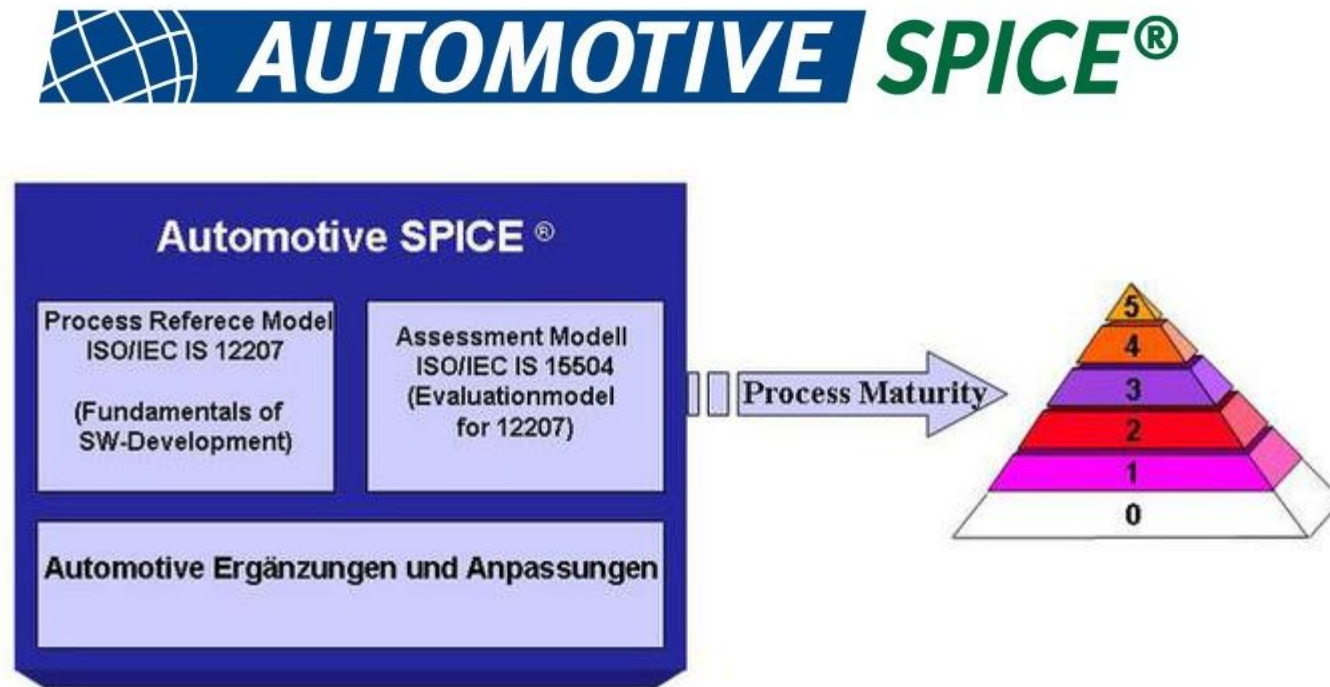 AUTOMOTIVE SPICE®
Automotive SPICE ®
Process Referece Model
ISO/IEC IS 12207
(Fundamentals of
SW-Development)
Assessment Modell
ISO/IEC IS 15504
(Evaluationmodel
for 12207)
Automotive Ergänzungen und Anpassungen
Process Maturity
5
4
3
2
1
0